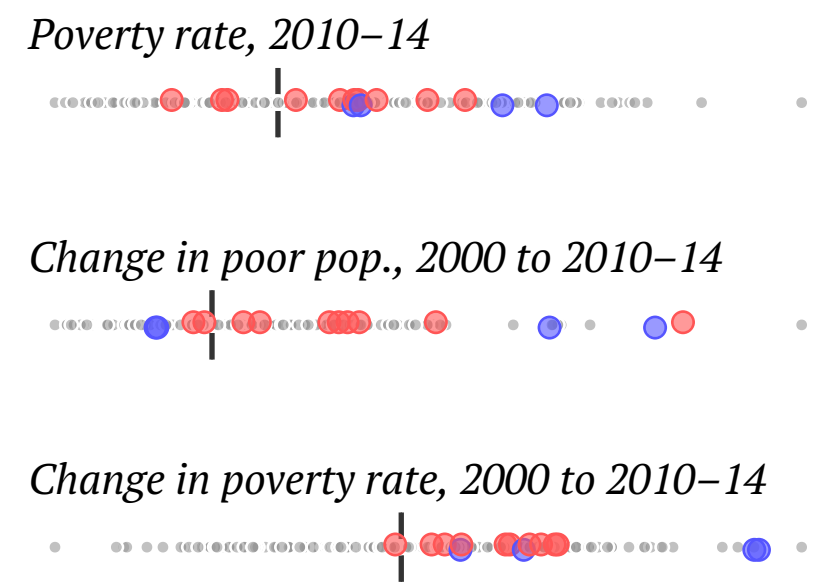 Poverty rate, 2010–14
Change in poor pop., 2000 to 2010–14
Change in poverty rate, 2000 to 2010–14